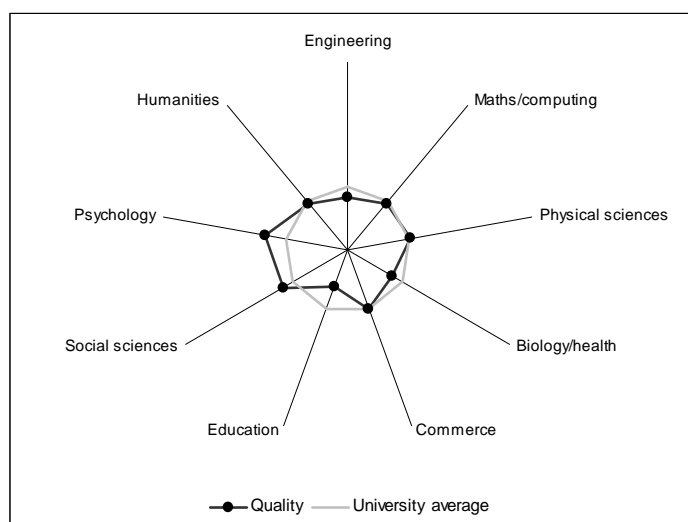 Engineering
Humanities
Maths/computing
Psychology
Physical sciences
Social sciences
Biology/health
Education
Commerce
Quality
University average